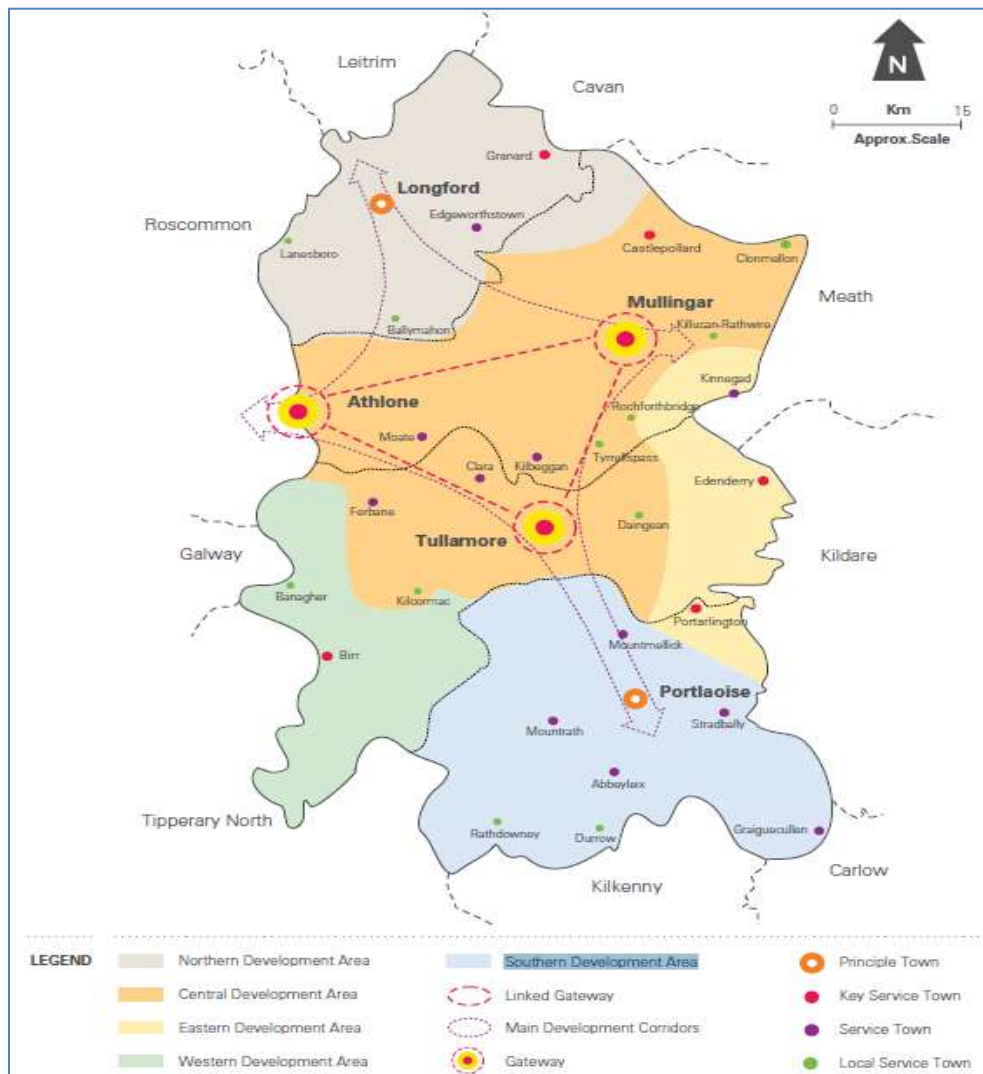 Leitrim
N
Cavan
0 Km 15
Approx.Scale
Granard
Longford
Roscommon
Edgeworthstown
Lanesboro
Castlepollard
Clonmellon
Meath
Mullingar
Ballymahon
Killucan-Rathwire
Kinnegad
Athlone
Rochfortbridge
Moate
Tyrrellspass
Clara
Kilbeggan
Edenderry
Ferbane
Daingean
Tullamore
Galway
Kildare
Banagher
Kilcormac
Portarlington
Mountmellick
Birr
Portlaoise
Stradbally
Mountrath
Abbeyleix
Tipperary North
Rathdowney
Durrow
Graiguecullen
Carlow
Kilkenny
LEGEND
Northern Development Area
Southern Development Area
Principle Town
Central Development Area
Linked Gateway
Key Service Town
Eastern Development Area
Main Development Corridors
Service Town
Western Development Area
Gateway
Local Service Town